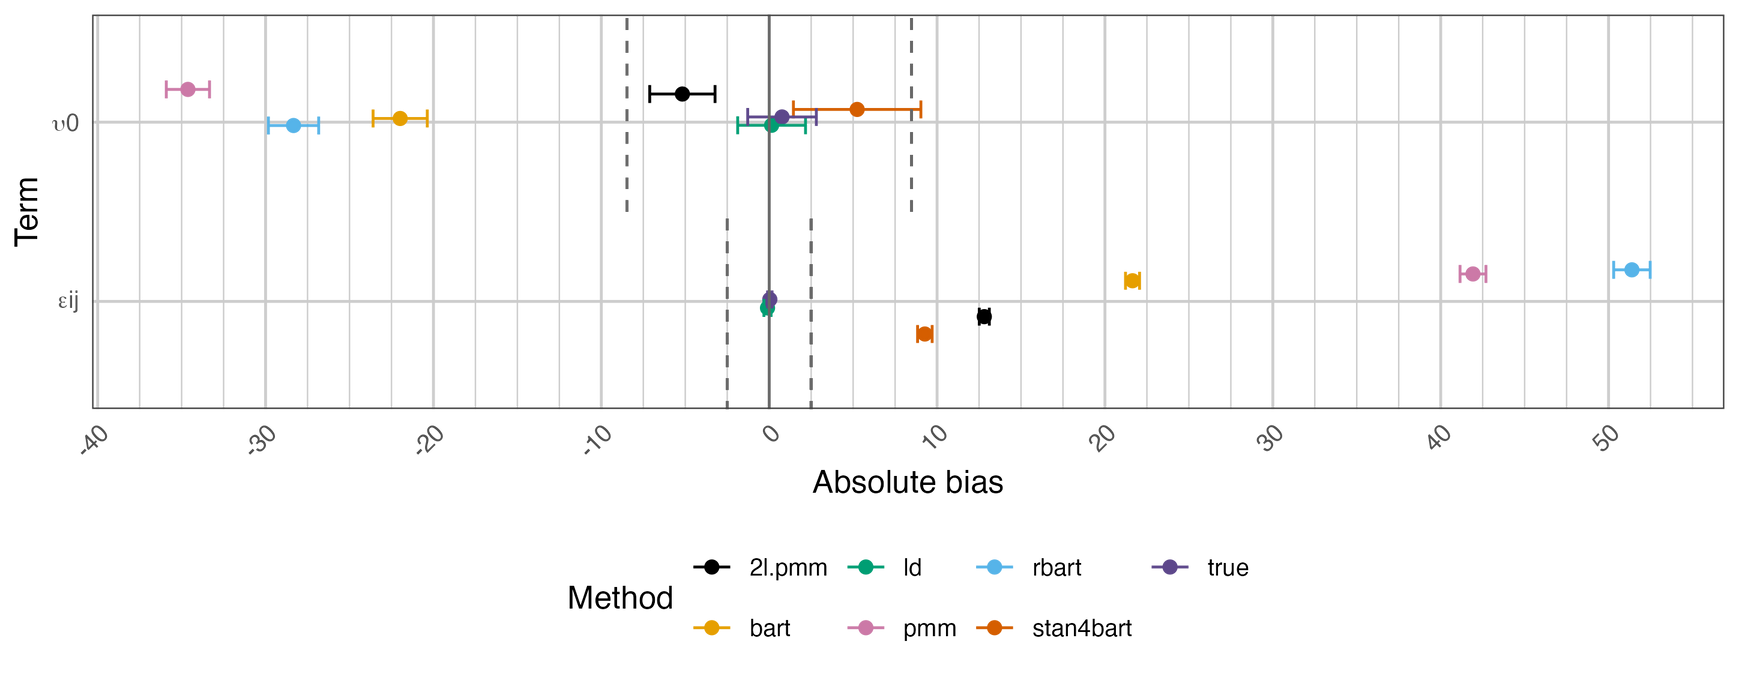 υ0
Term
εij
-40 -30 -20 -10 0 10 20 30 40 50
Absolute bias
2l.pmm ld rbart true
Method
bart pmm stan4bart